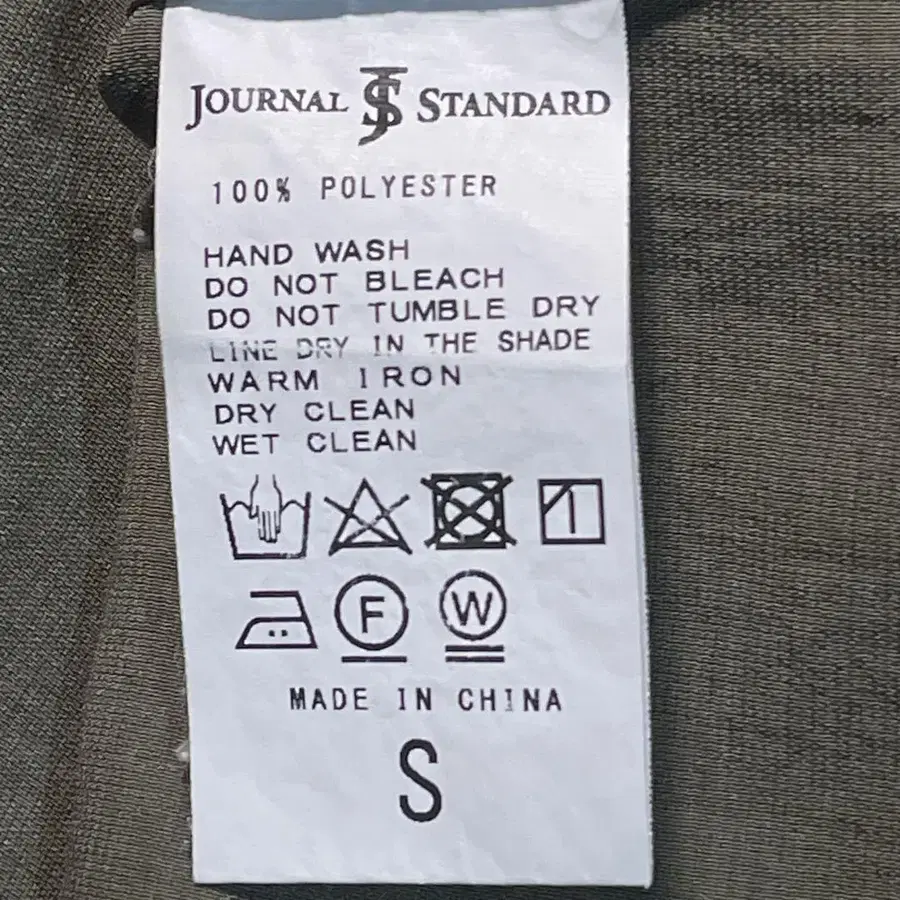 JOURNAL JS STANDARD
100% POLYESTER
HAND WASH
DO NOT BLEACH
DO NOT TUMBLE DRY
LINE DRY IN THE SHADE
WARM IRON
DRY CLEAN
WET CLEAN
F W
MADE IN CHINA
S